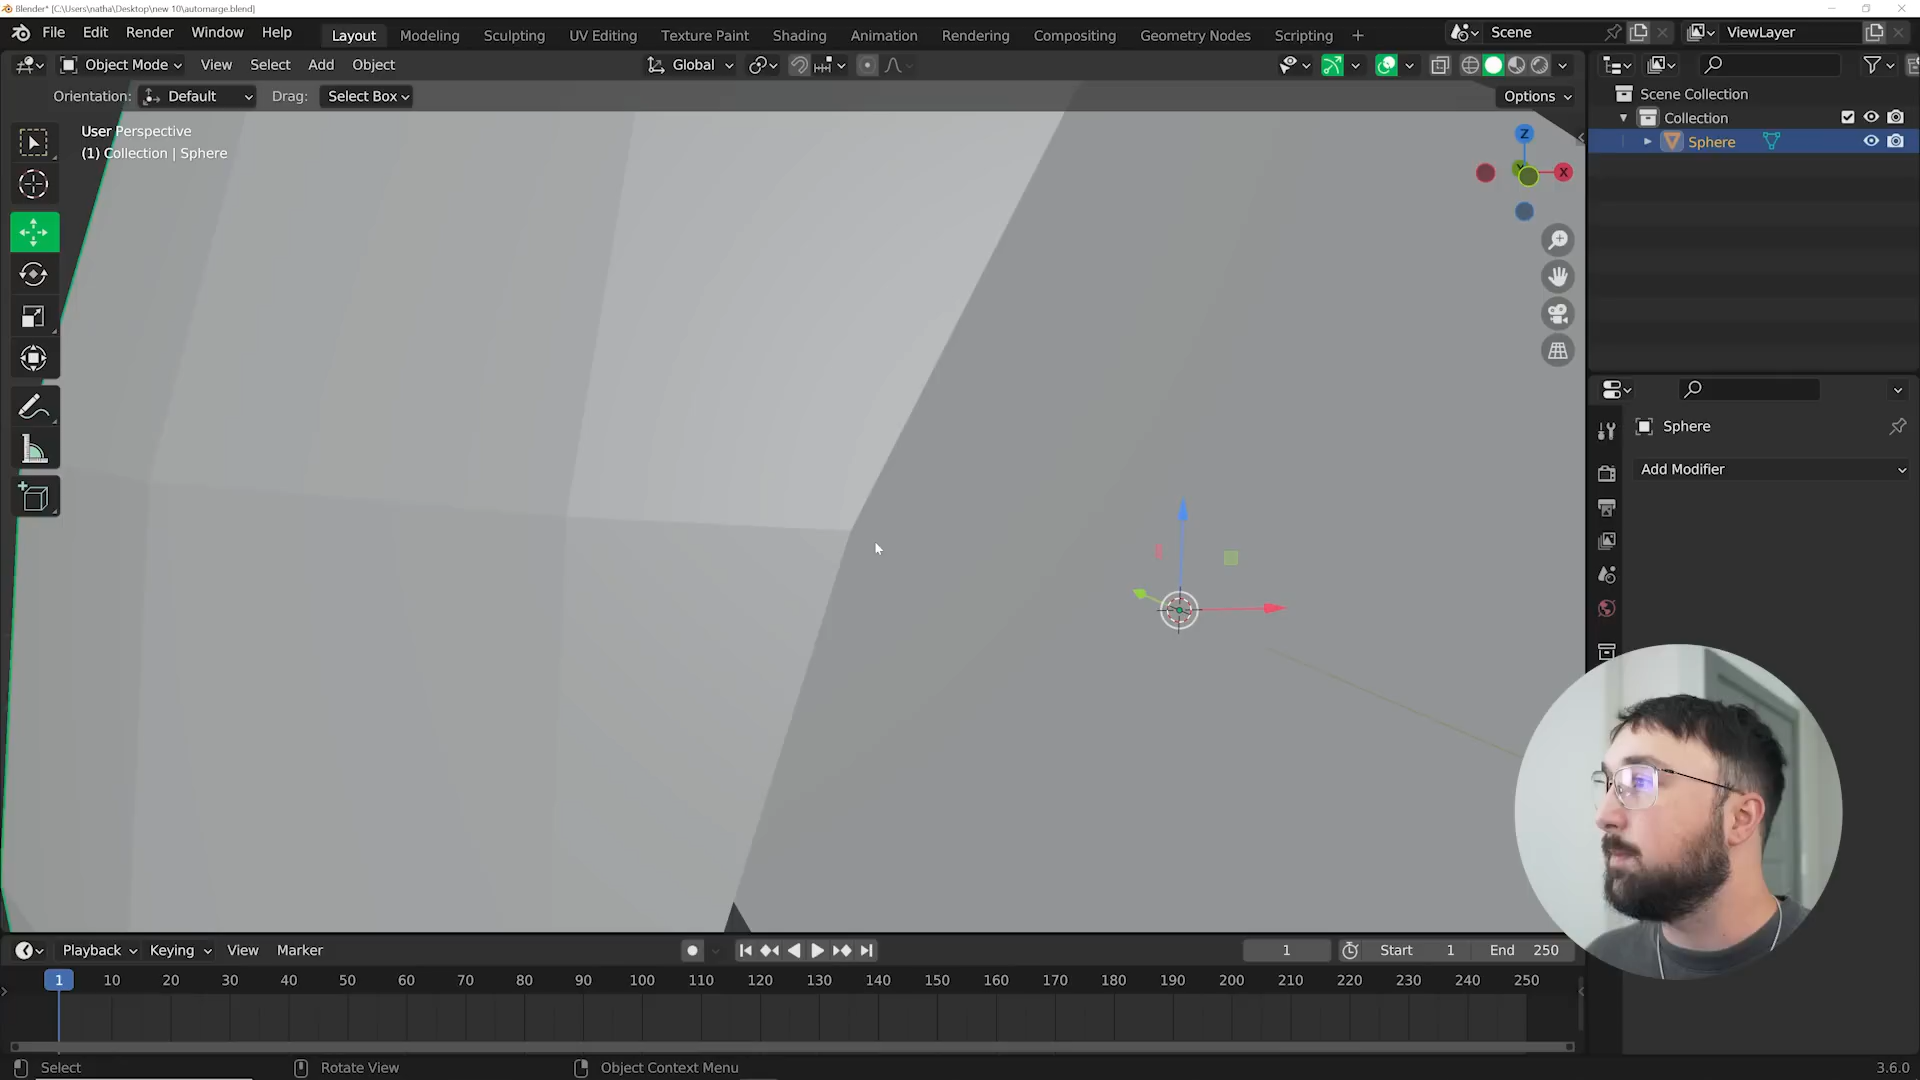 Blender* [C:\Users\natha\Desktop\new 10\automarge.blend]
File Edit Render Window Help Layout Modeling Sculpting UV Editing Texture Paint Shading Animation Rendering Compositing Geometry Nodes Scripting + Scene ViewLayer
Object Mode View Select Add Object Global
Orientation: Default Drag: Select Box Options
Scene Collection
Collection
Sphere
User Perspective
(1) Collection | Sphere
Z
Y
X
Sphere
Add Modifier
Playback Keying View Marker 1 Start 1 End 250
1 10 20 30 40 50 60 70 80 90 100 110 120 130 140 150 160 170 180 190 200 210 220 230 240 250
Select Rotate View Object Context Menu 3.6.0